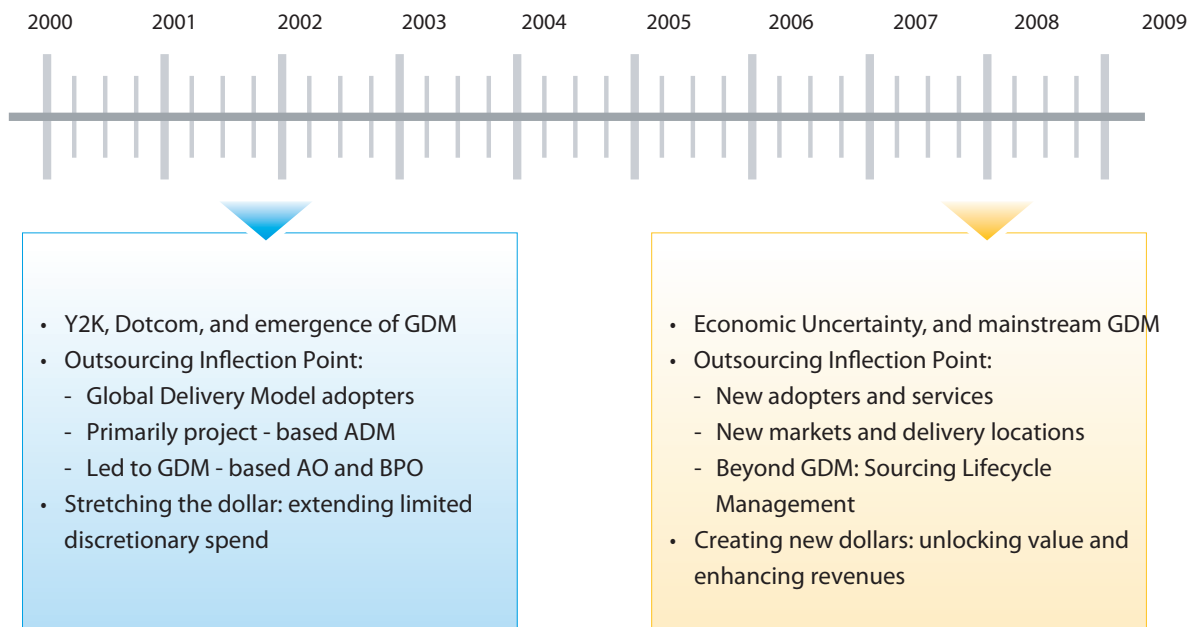 2000 2001 2002 2003 2004 2005 2006 2007 2008 2009
• Y2K, Dotcom, and emergence of GDM
• Outsourcing Inflection Point:
- Global Delivery Model adopters
- Primarily project - based ADM
- Led to GDM - based AO and BPO
• Stretching the dollar: extending limited
discretionary spend
• Economic Uncertainty, and mainstream GDM
• Outsourcing Inflection Point:
- New adopters and services
- New markets and delivery locations
- Beyond GDM: Sourcing Lifecycle
Management
• Creating new dollars: unlocking value and
enhancing revenues